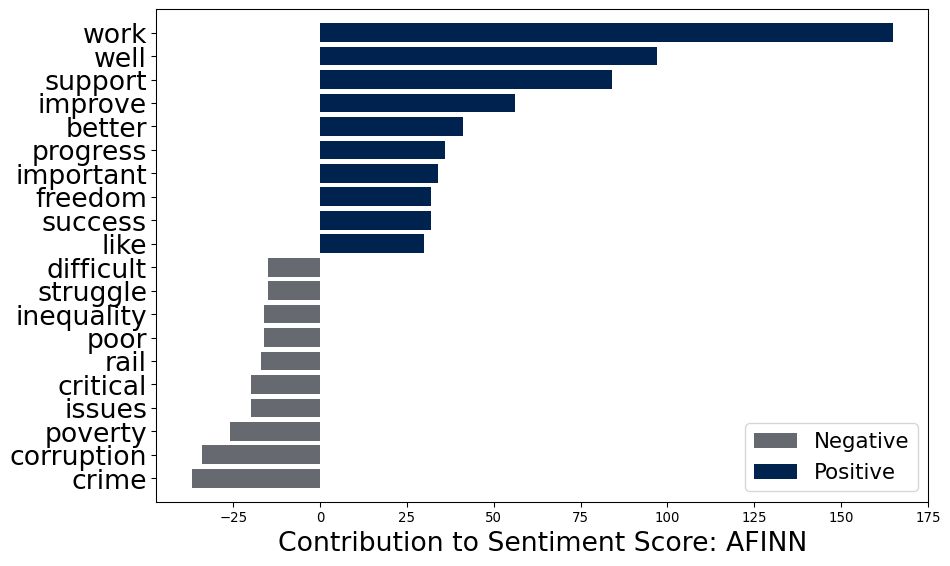 work
well
support
improve
better
progress
important
freedom
success
like
difficult
struggle
inequality
poor
rail
critical
issues
poverty
corruption
crime
Negative
Positive
−25 0 25 50 75 100 125 150 175
Contribution to Sentiment Score: AFINN